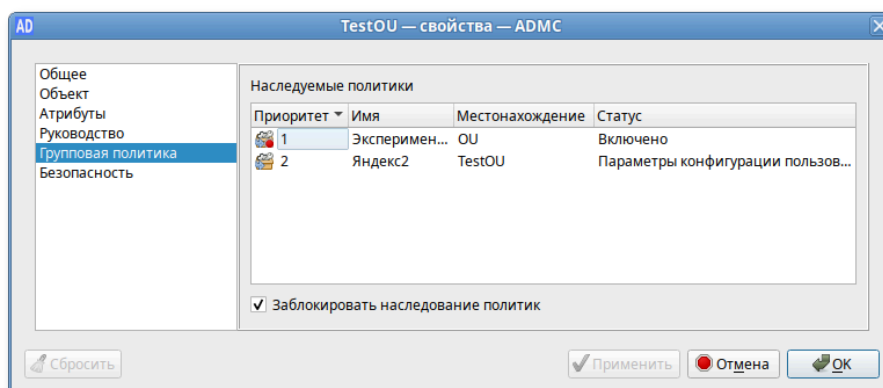 AD TestOU — свойства — ADMC
Общее
Объект
Атрибуты
Руководство
Групповая политика
Безопасность
Наследуемые политики
Приоритет Имя Местонахождение Статус
1 Эксперимен... OU Включено
2 Яндекс2 TestOU Параметры конфигурации пользов...
Заблокировать наследование политик
Сбросить Применить Отмена OK